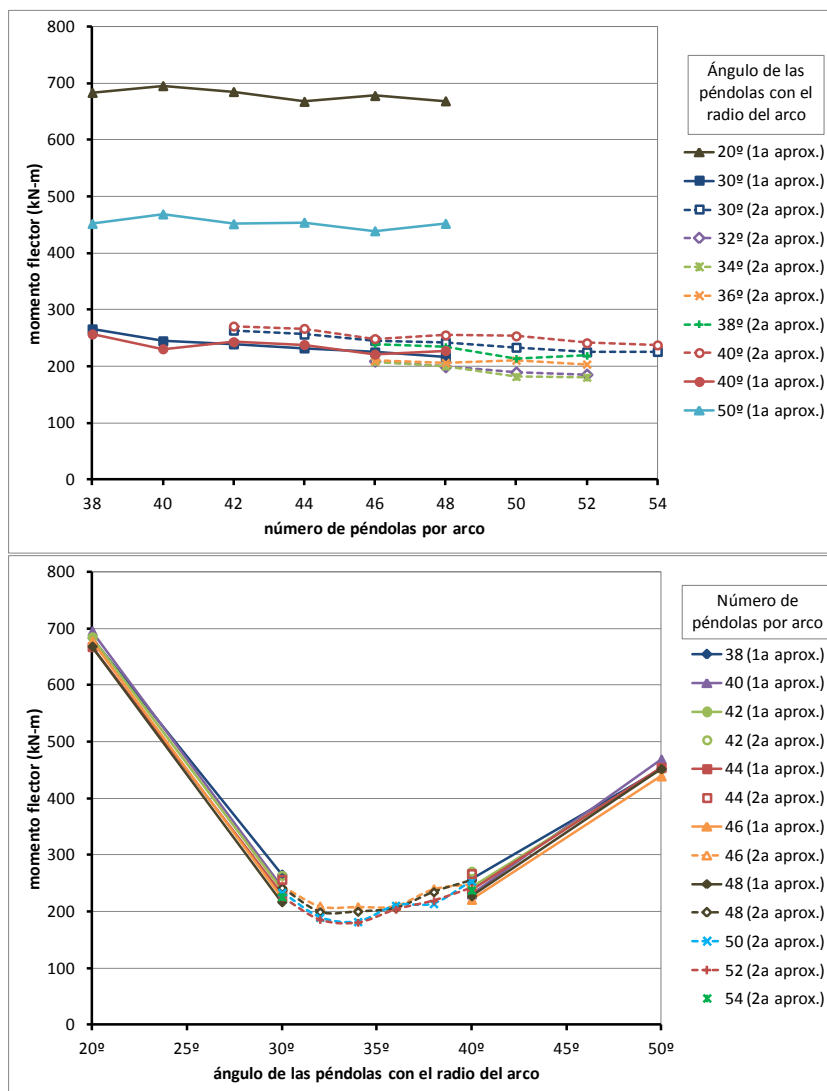 800
700
600
500
400
300
200
100
0
momento flector (kN-m)
38 40 42 44 46 48 50 52 54
número de péndolas por arco
Ángulo de las
péndolas con el
radio del arco
20º (1a aprox.)
30º (1a aprox.)
30º (2a aprox.)
32º (2a aprox.)
34º (2a aprox.)
36º (2a aprox.)
38º (2a aprox.)
40º (2a aprox.)
40º (1a aprox.)
50º (1a aprox.)
800
700
600
500
400
300
200
100
0
momento flector (kN-m)
20º 25º 30º 35º 40º 45º 50º
ángulo de las péndolas con el radio del arco
Número de
péndolas por arco
38 (1a aprox.)
40 (1a aprox.)
42 (1a aprox.)
42 (2a aprox.)
44 (1a aprox.)
44 (2a aprox.)
46 (1a aprox.)
46 (2a aprox.)
48 (1a aprox.)
48 (2a aprox.)
50 (2a aprox.)
52 (2a aprox.)
54 (2a aprox.)